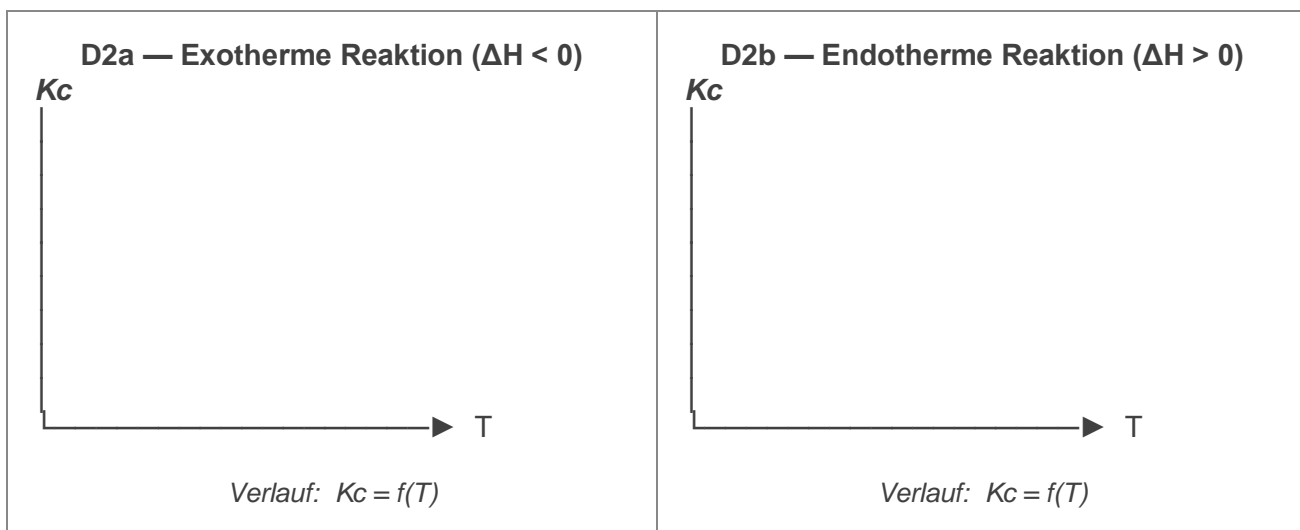 D2a — Exotherme Reaktion (ΔH < 0)
Kc
T
Verlauf: Kc = f(T)
D2b — Endotherme Reaktion (ΔH > 0)
Kc
T
Verlauf: Kc = f(T)